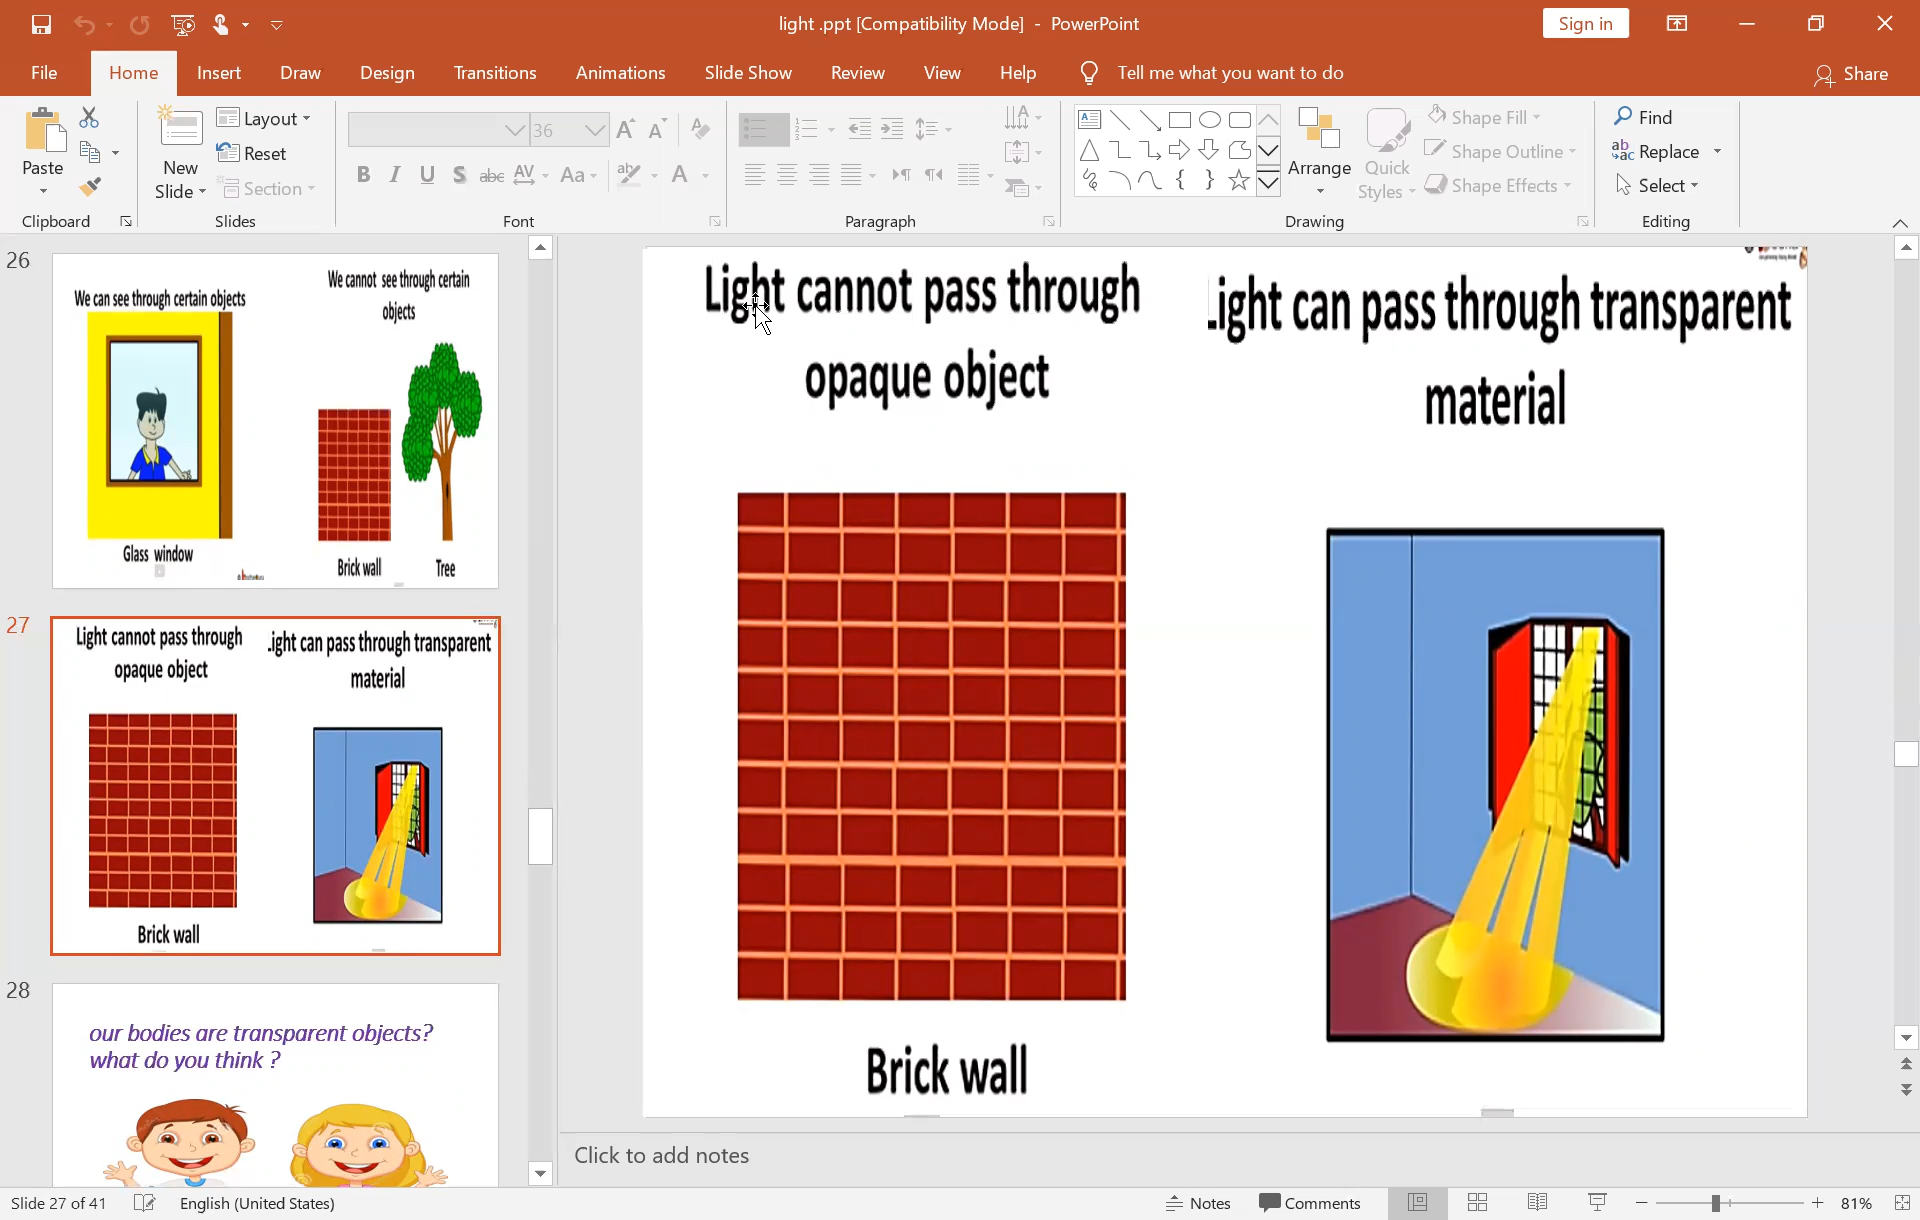 light .ppt [Compatibility Mode] - PowerPoint
Sign in
File Home Insert Draw Design Transitions Animations Slide Show Review View Help Tell me what you want to do Share
Paste
New Slide
Layout
Reset
Section
36
B I U S abc AV Aa A
Arrange
Quick Styles
Shape Fill
Shape Outline
Shape Effects
Find
Replace
Select
Clipboard Slides Font Paragraph Drawing Editing
26
We can see through certain objects
We cannot see through certain
objects
Glass window
Brick wall
Tree
27
Light cannot pass through
opaque object
.ight can pass through transparent
material
Brick wall
28
our bodies are transparent objects?
what do you think ?
Light cannot pass through
opaque object
.ight can pass through transparent
material
Brick wall
Click to add notes
Slide 27 of 41 English (United States) Notes Comments 81%